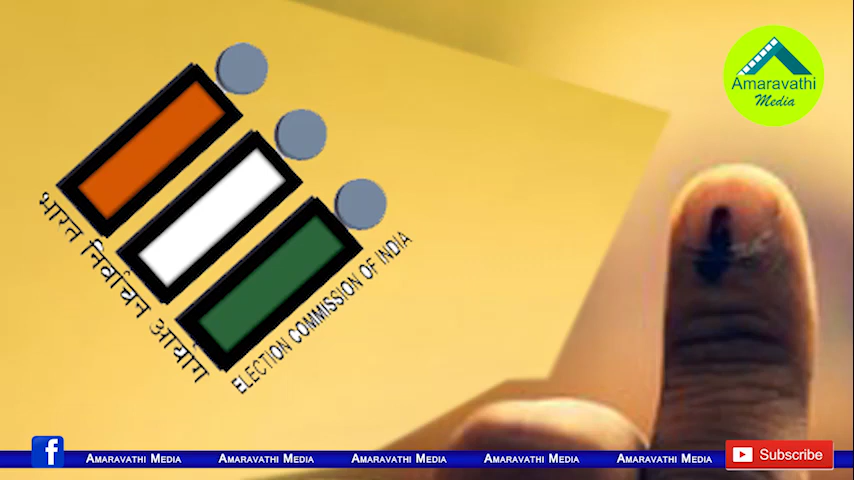 Amaravathi
Media
भारत निर्वाचन आयोग
ELECTION COMMISSION OF INDIA
f AMARAVATHI MEDIA AMARAVATHI MEDIA AMARAVATHI MEDIA AMARAVATHI MEDIA AMARAVATHI MEDIA Subscribe